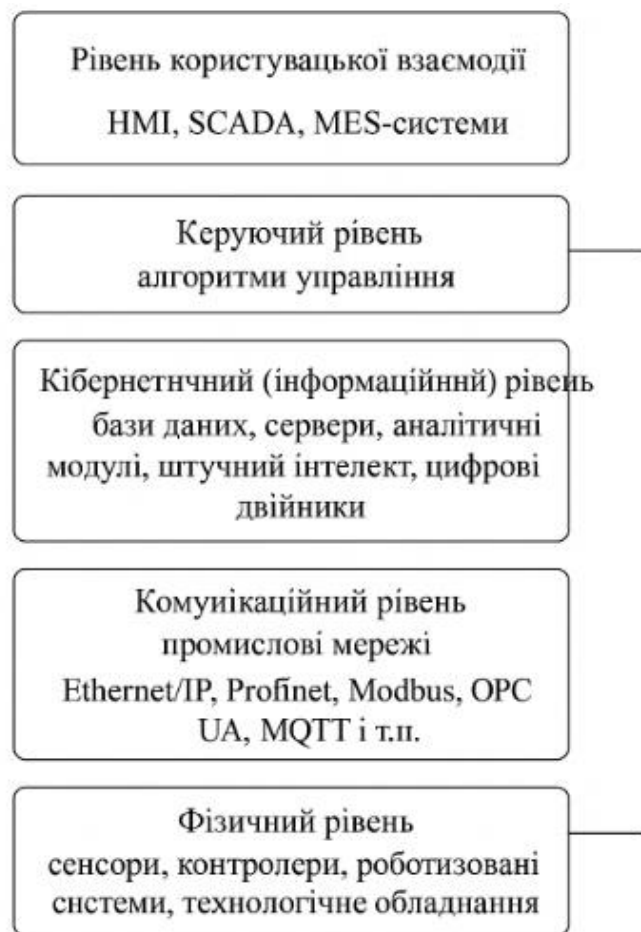 Рівень користувацької взаємодії
HMI, SCADA, MES-системи
Керуючий рівень
алгоритми управління
Кібернетнчний (інформаційннй) рівень
бази даних, сервери, аналітичні
модулі, штучний інтелект, цифрові
двійники
Комуиікаційний рівень
промислові мережі
Ethernet/IP, Profinet, Modbus, OPC
UA, MQTT і т.п.
Фізичний рівень
сенсори, контролери, роботизовані
снстеми, технологічне обладнання